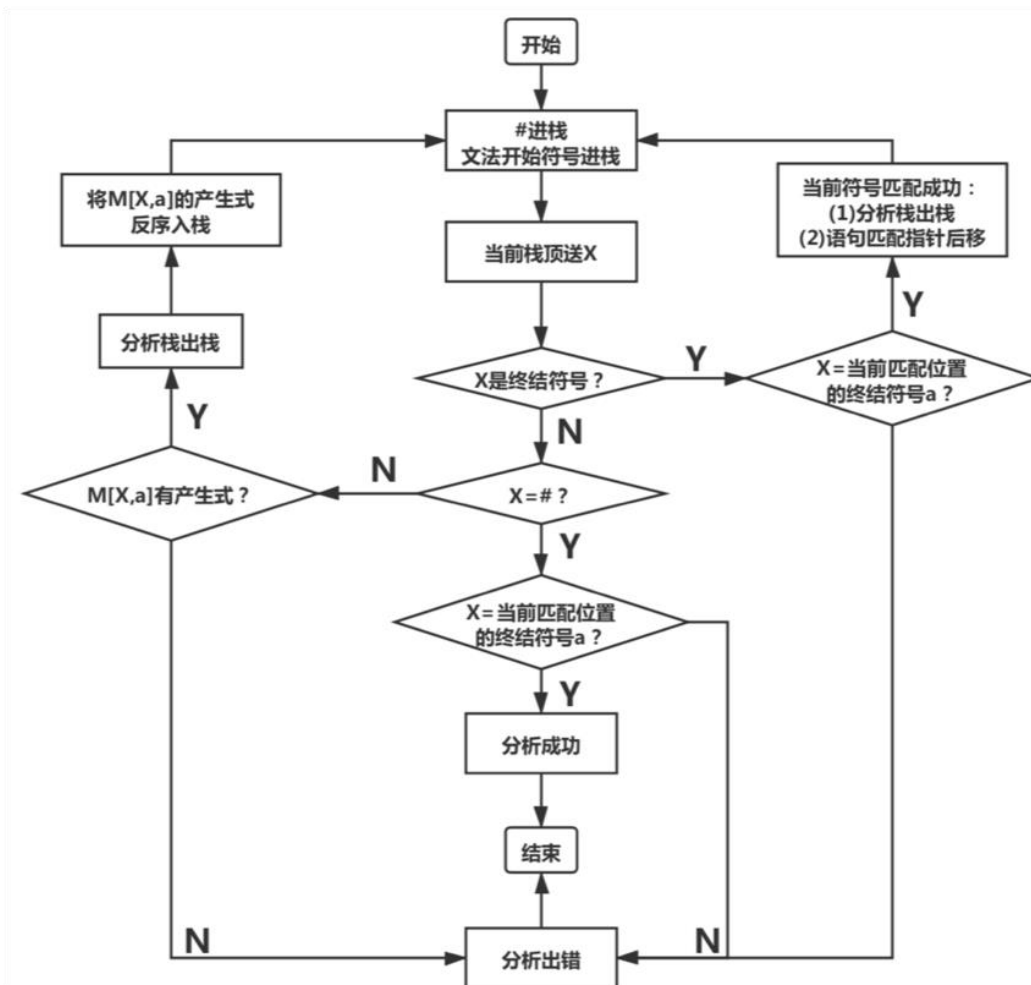 开始
#进栈
文法开始符号进栈
将M[X,a]的产生式
反序入栈
当前符号匹配成功：
(1)分析栈出栈
(2)语句匹配指针后移
当前栈顶送X
Y
分析栈出栈
X是终结符号？
Y
X=当前匹配位置
的终结符号a？
Y
N
N
M[X,a]有产生式？
X=#？
Y
X=当前匹配位置
的终结符号a？
Y
分析成功
结束
N
分析出错
N